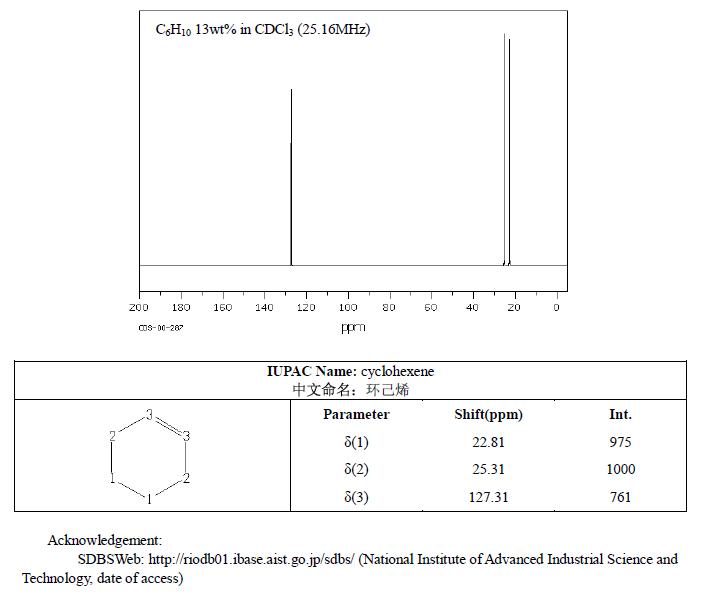 C₆H₁₀ 13wt% in CDCl₃ (25.16MHz)
200 180 160 140 120 100 80 60 40 20 0
CDS-00-287
ppm
IUPAC Name: cyclohexene
中文命名：环己烯
Parameter Shift(ppm) Int.
δ(1) 22.81 975
δ(2) 25.31 1000
δ(3) 127.31 761
3
2 3
1 2
1
Acknowledgement:
SDBSWeb: http://riodb01.ibase.aist.go.jp/sdbs/ (National Institute of Advanced Industrial Science and
Technology, date of access)